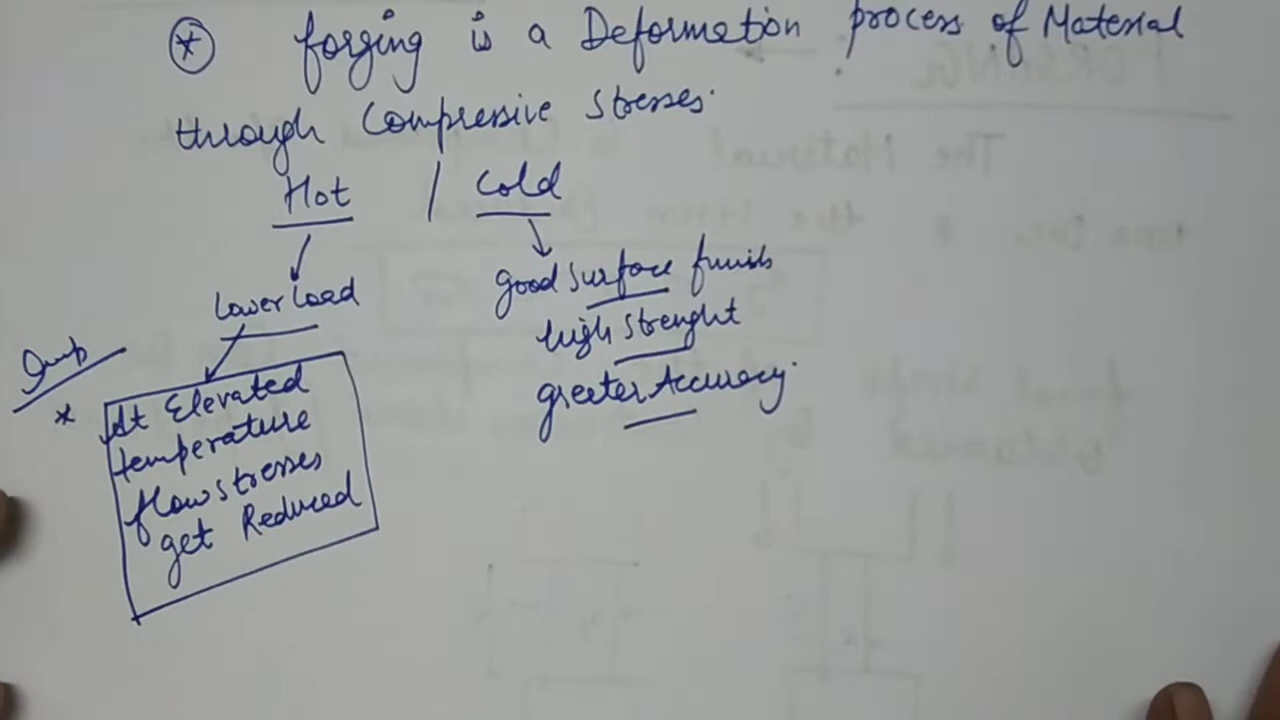 * forging is a Deformation process of Material
through Compressive Stresses.
Hot / Cold
Lower Load
good Surface finish
high Strenght
greeter Accuracy.
Imp
* At Elevated
temperature
flow stresses
get Reduced